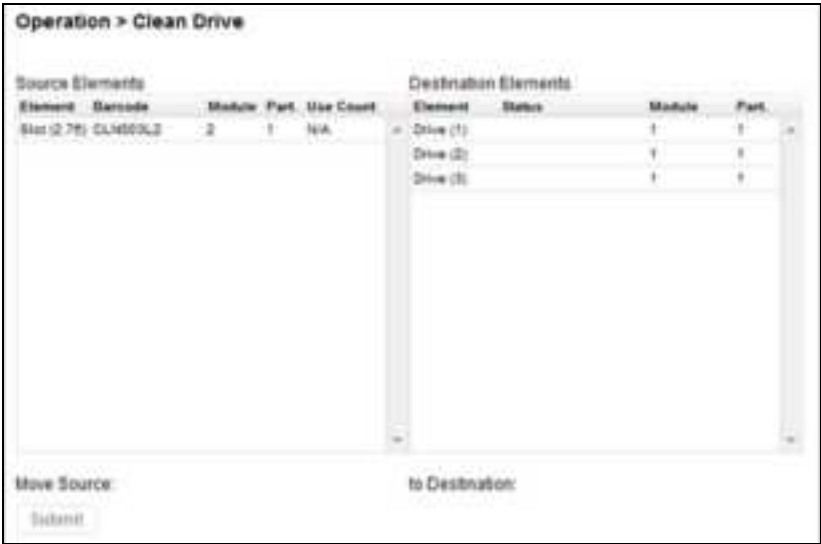 Operation > Clean Drive
Source Elements
Destination Elements
Element Barcode Module Part. Use Count
Element Status Module Part.
Slot (2.7ft) 2 1 N/A
Drive (1) 1 1
Drive (2) 1 1
Drive (3) 1 1
Move Source:
to Destination:
Submit